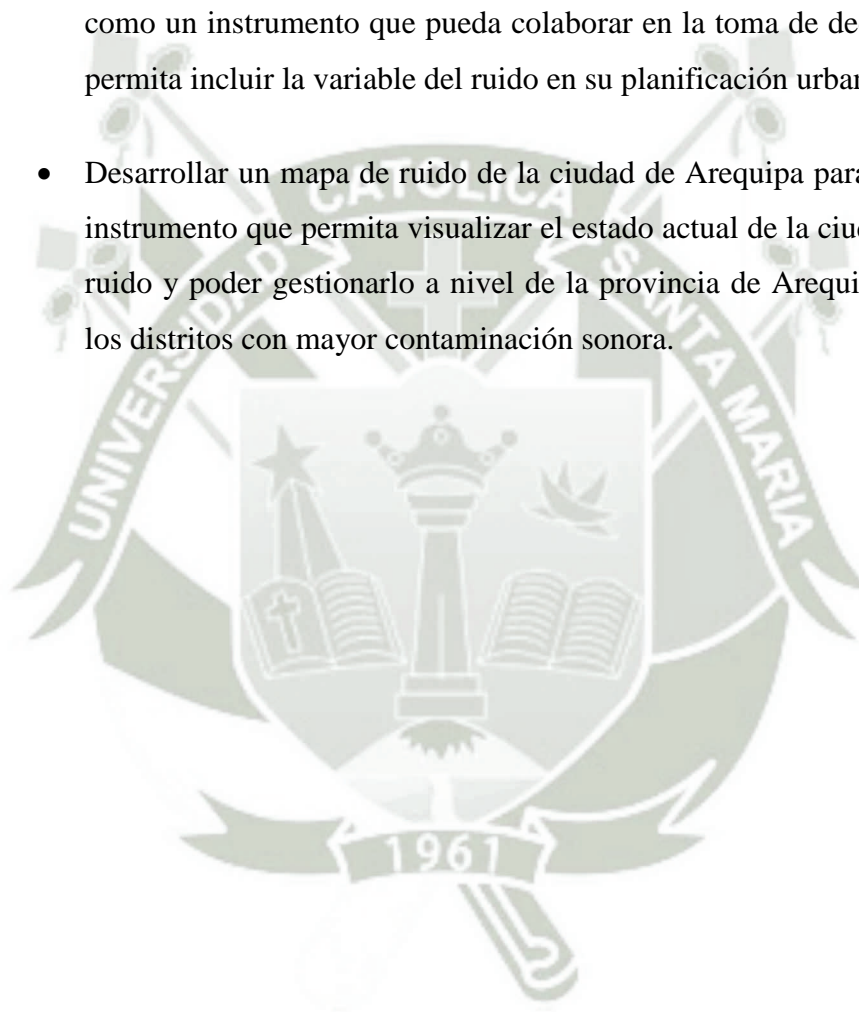 como un instrumento que pueda colaborar en la toma de de
permita incluir la variable del ruido en su planificación urba
• Desarrollar un mapa de ruido de la ciudad de Arequipa para
instrumento que permita visualizar el estado actual de la ciu
ruido y poder gestionarlo a nivel de la provincia de Arequi
los distritos con mayor contaminación sonora.
UNIVERSIDAD CATOLICA SANTA MARIA
1961